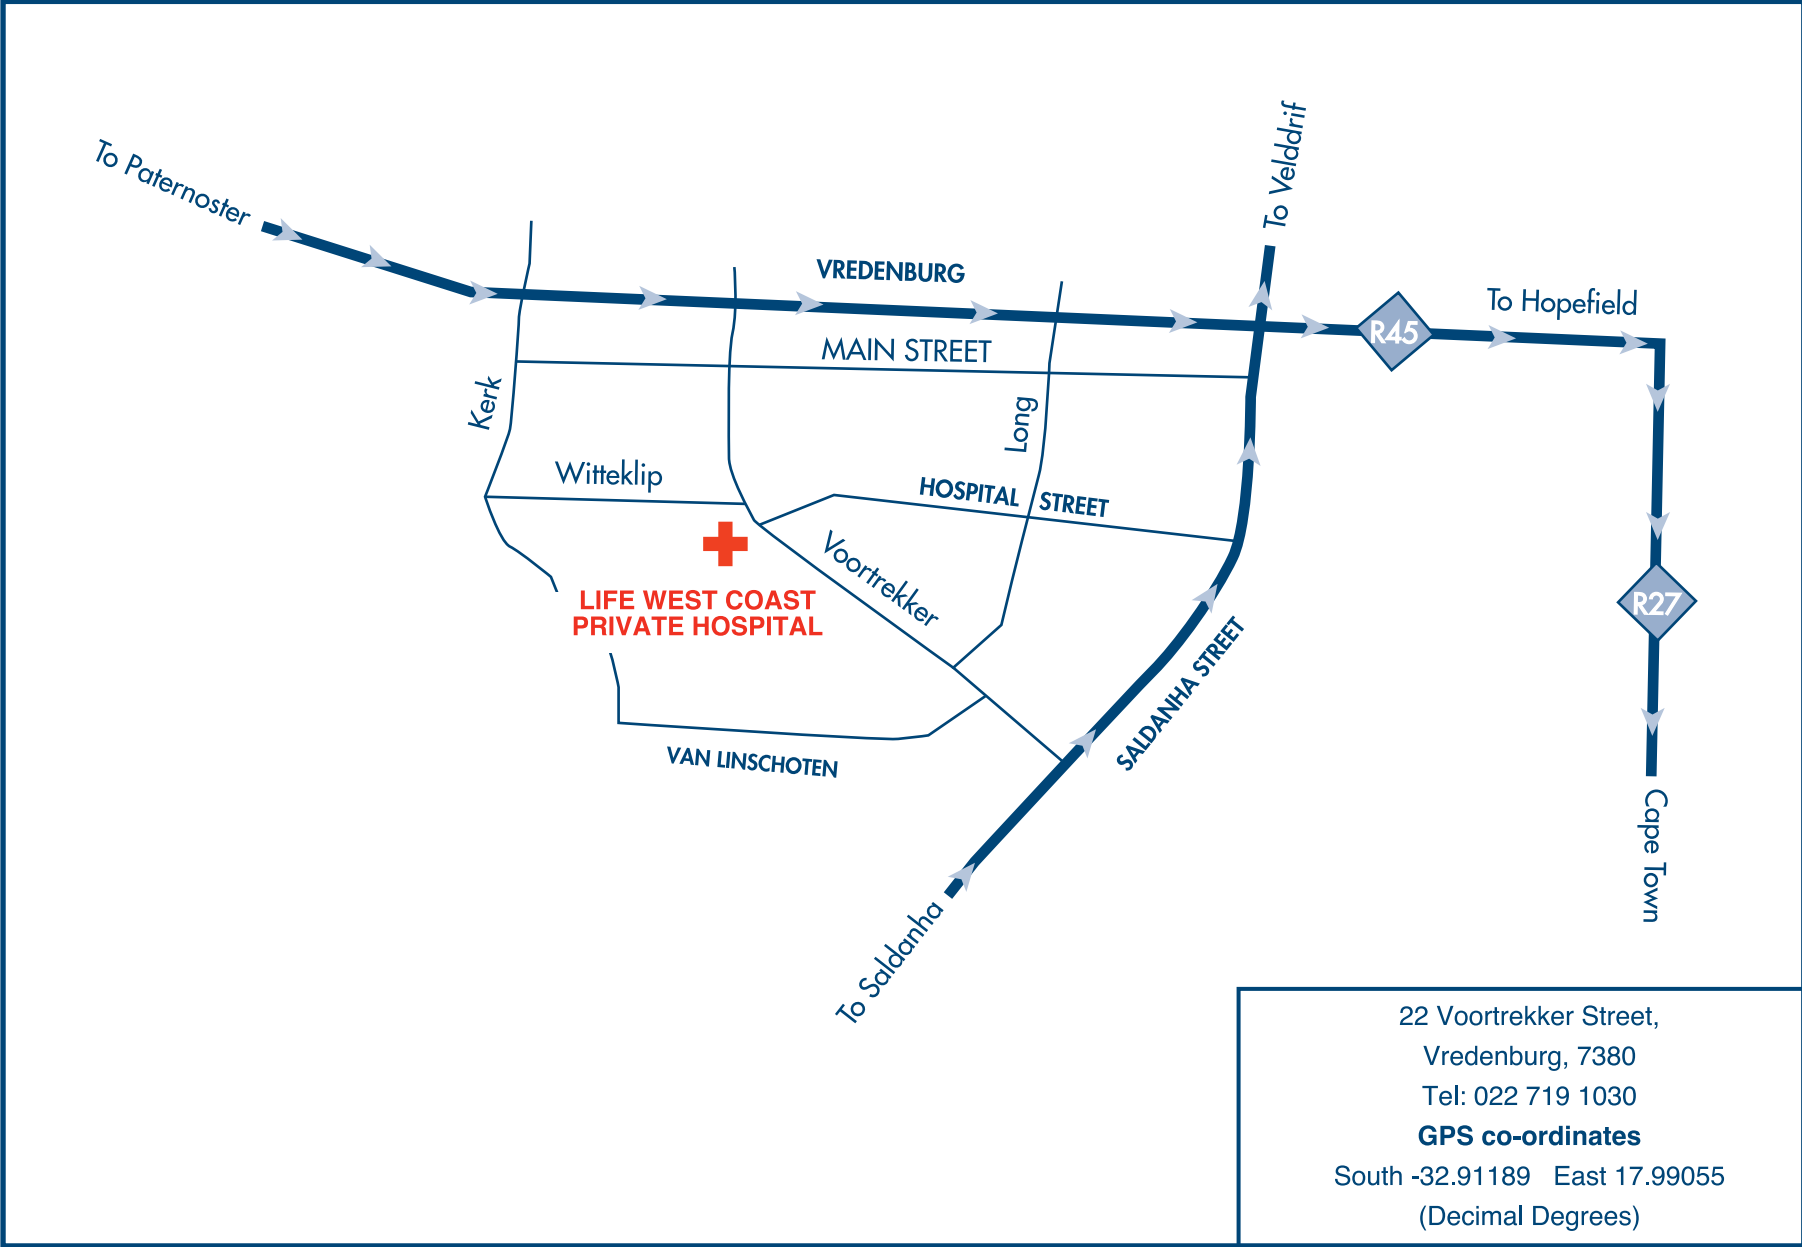 To Paternoster
To Velddrif
VREDENBURG
To Hopefield
R45
MAIN STREET
Kerk
Long
Witteklip
HOSPITAL STREET
Voortrekker
LIFE WEST COAST
PRIVATE HOSPITAL
R27
SALDANHA STREET
VAN LINSCHOTEN
Cape Town
To Saldanha
22 Voortrekker Street,
Vredenburg, 7380
Tel: 022 719 1030
GPS co-ordinates
South -32.91189 East 17.99055
(Decimal Degrees)